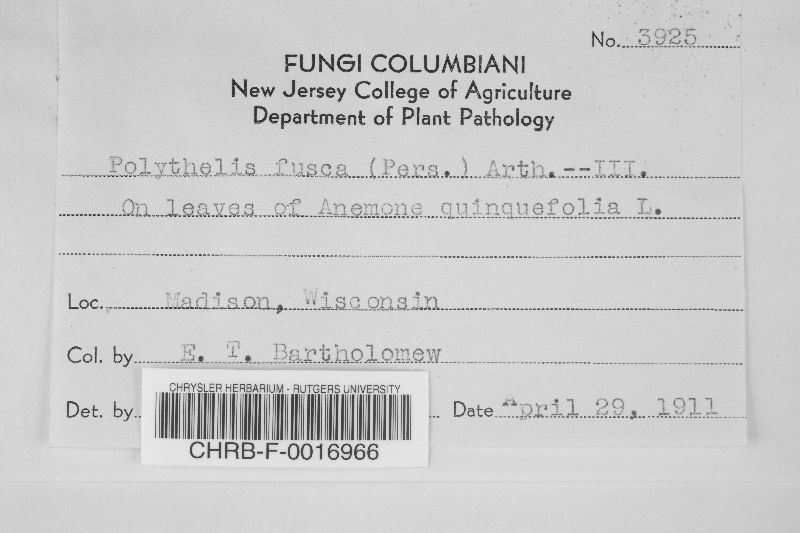 No. 3925
FUNGI COLUMBIANI
New Jersey College of Agriculture
Department of Plant Pathology
Polythelis fusca (Pers.) Arth.--III.
On leaves of Anemone quinquefolia L.
Loc. Madison, Wisconsin
Col. by E. T. Bartholomew
Det. by Date April 29, 1911
CHRYSLER HERBARIUM - RUTGERS UNIVERSITY
CHRB-F-0016966